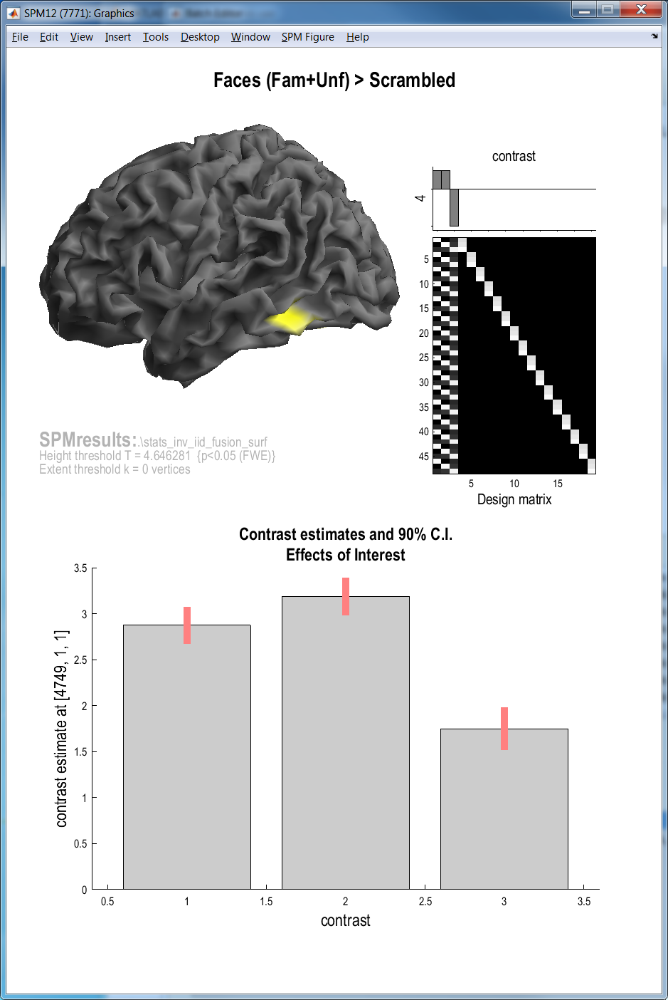 SPM12 (7771): Graphics
File Edit View Insert Tools Desktop Window SPM Figure Help
Faces (Fam+Unf) > Scrambled
contrast
4
5
10
15
20
25
30
35
40
45
5 10 15
Design matrix
SPMresults: .\stats_inv_iid_fusion_surf
Height threshold T = 4.646281 {p<0.05 (FWE)}
Extent threshold k = 0 vertices
Contrast estimates and 90% C.I.
Effects of Interest
contrast estimate at [4749, 1, 1]
3.5
3
2.5
2
1.5
1
0.5
0
0.5 1 1.5 2 2.5 3 3.5
contrast